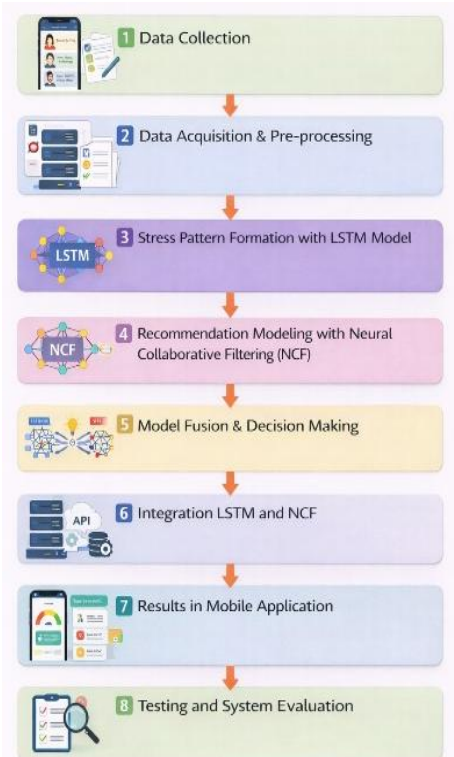 1 Data Collection
2 Data Acquisition & Pre-processing
3 Stress Pattern Formation with LSTM Model
LSTM
4 Recommendation Modeling with Neural
Collaborative Filtering (NCF)
NCF
5 Model Fusion & Decision Making
6 Integration LSTM and NCF
API
7 Results in Mobile Application
8 Testing and System Evaluation